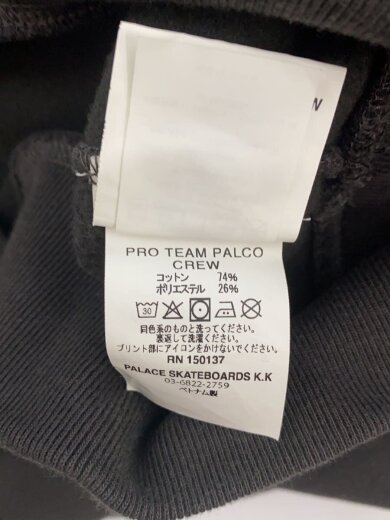 PRO TEAM PALCO
CREW
コットン 74%
ポリエステル 26%
30
同色系のものと洗ってください。
裏返して洗濯ください。
プリント部にアイロンをかけないでください。
RN 150137
PALACE SKATEBOARDS K.K
03-6822-2759
ベトナム製